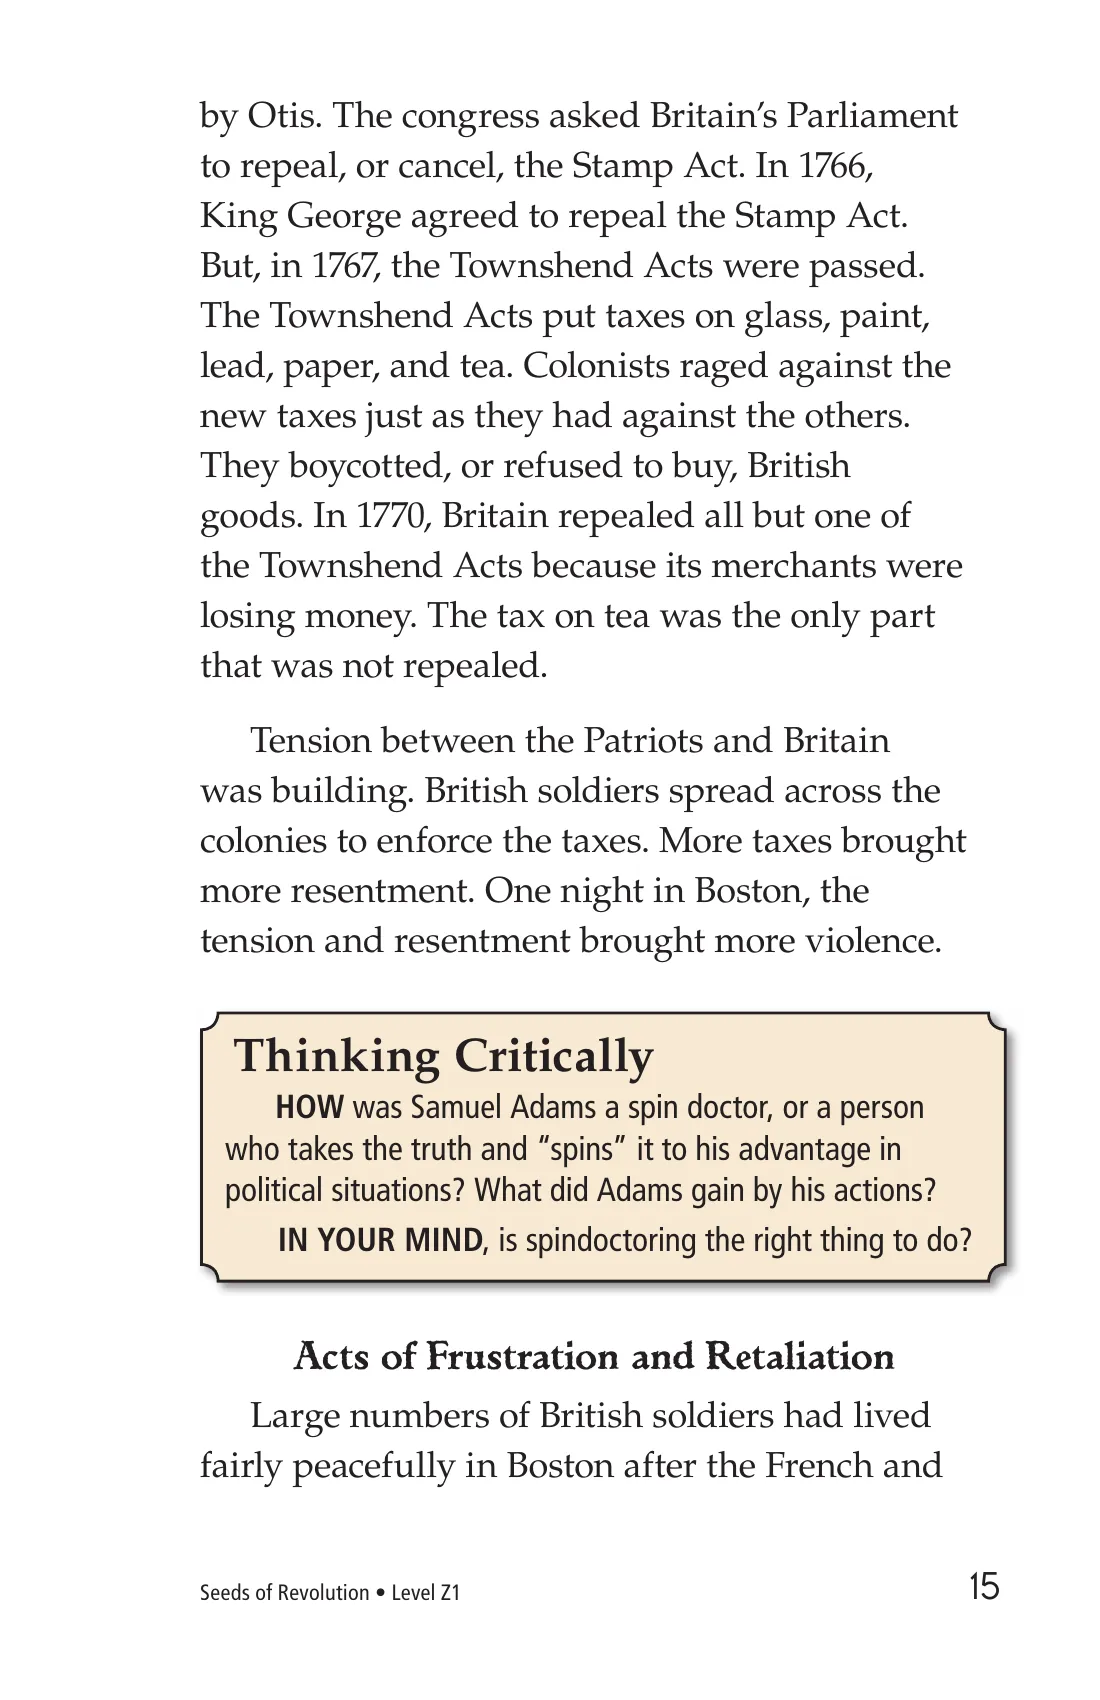 by Otis. The congress asked Britain’s Parliament
to repeal, or cancel, the Stamp Act. In 1766,
King George agreed to repeal the Stamp Act.
But, in 1767, the Townshend Acts were passed.
The Townshend Acts put taxes on glass, paint,
lead, paper, and tea. Colonists raged against the
new taxes just as they had against the others.
They boycotted, or refused to buy, British
goods. In 1770, Britain repealed all but one of
the Townshend Acts because its merchants were
losing money. The tax on tea was the only part
that was not repealed.
Tension between the Patriots and Britain
was building. British soldiers spread across the
colonies to enforce the taxes. More taxes brought
more resentment. One night in Boston, the
tension and resentment brought more violence.
Thinking Critically
HOW was Samuel Adams a spin doctor, or a person
who takes the truth and “spins” it to his advantage in
political situations? What did Adams gain by his actions?
IN YOUR MIND, is spindoctoring the right thing to do?
Acts of Frustration and Retaliation
Large numbers of British soldiers had lived
fairly peacefully in Boston after the French and
Seeds of Revolution • Level Z1
15